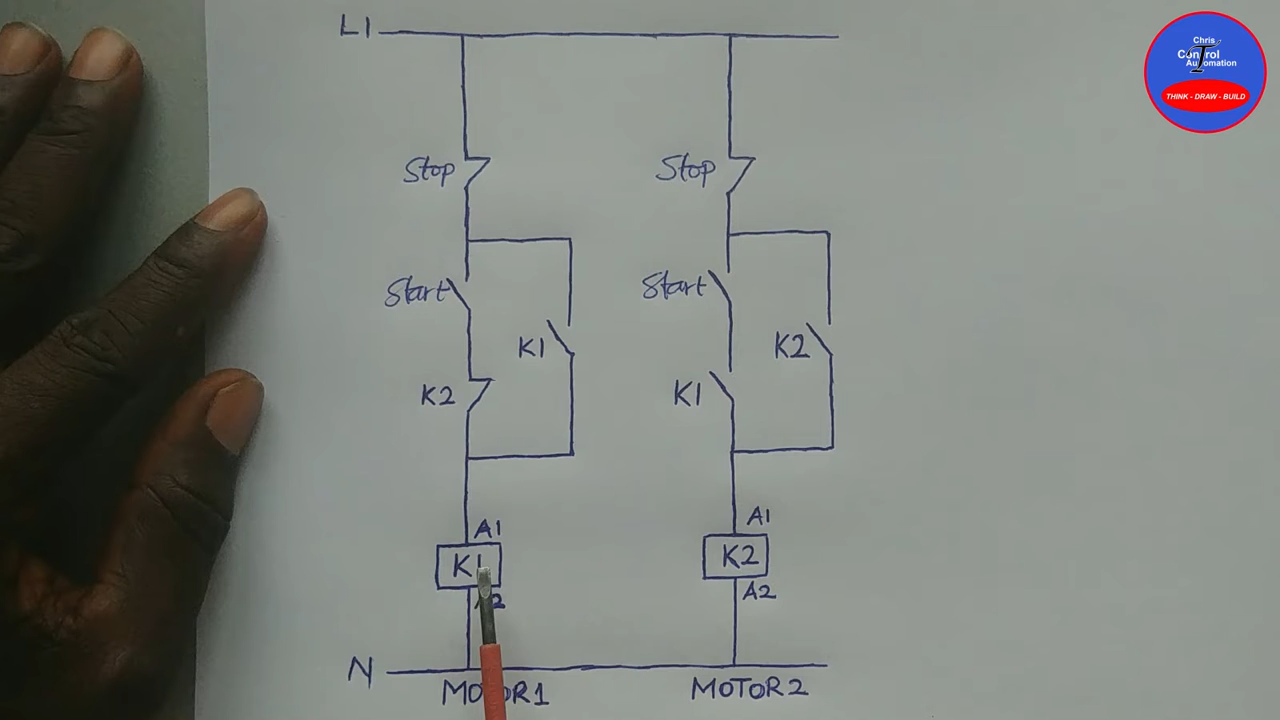 L1
Chris
Control
Automation
THINK - DRAW - BUILD
Stop
Stop
Start
Start
K1
K2
K2
K1
A1
A1
K1
K2
A2
A2
N
MOTOR1
MOTOR2